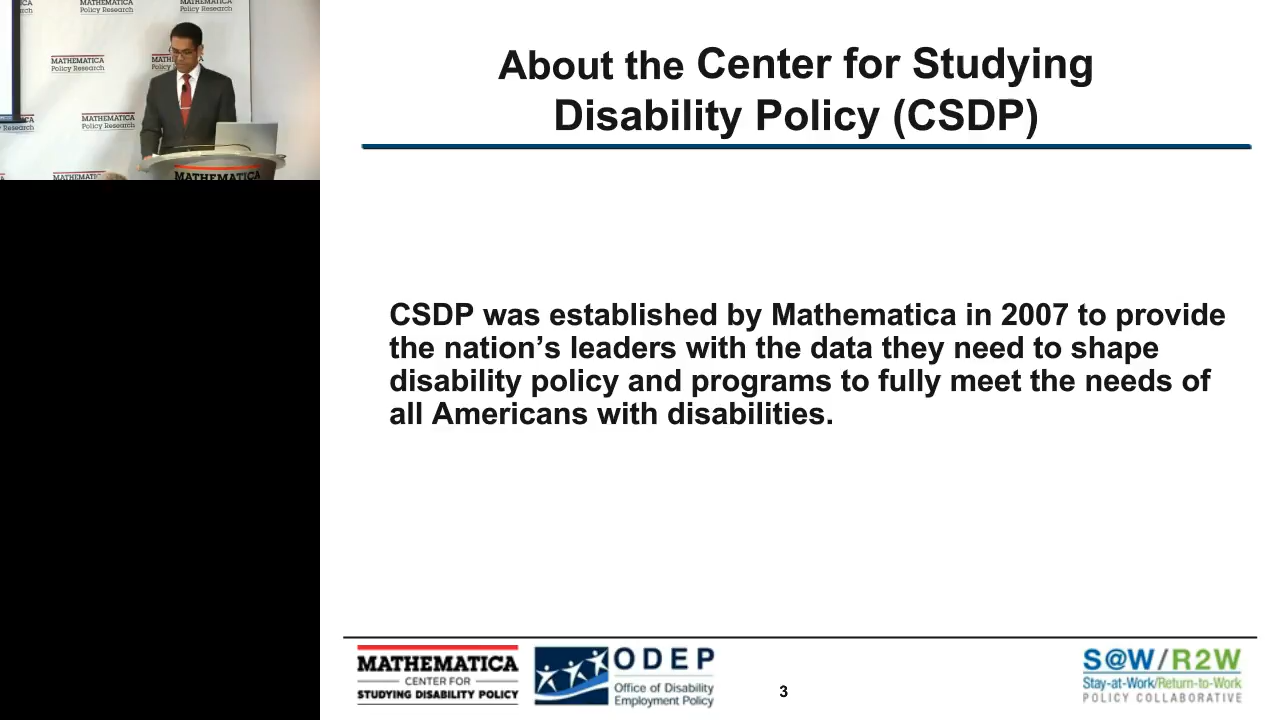 MATHEMATICA
Policy Research
MATHEMATICA
Policy Research
MATHEMATICA
Policy Research
MATHEMATICA
Policy Research
MATHEMATICA
About the Center for Studying
Disability Policy (CSDP)
CSDP was established by Mathematica in 2007 to provide
the nation’s leaders with the data they need to shape
disability policy and programs to fully meet the needs of
all Americans with disabilities.
MATHEMATICA
CENTER FOR
STUDYING DISABILITY POLICY
ODEP
Office of Disability
Employment Policy
3
S@W/R2W
Stay-at-Work/Return-to-Work
POLICY COLLABORATIVE